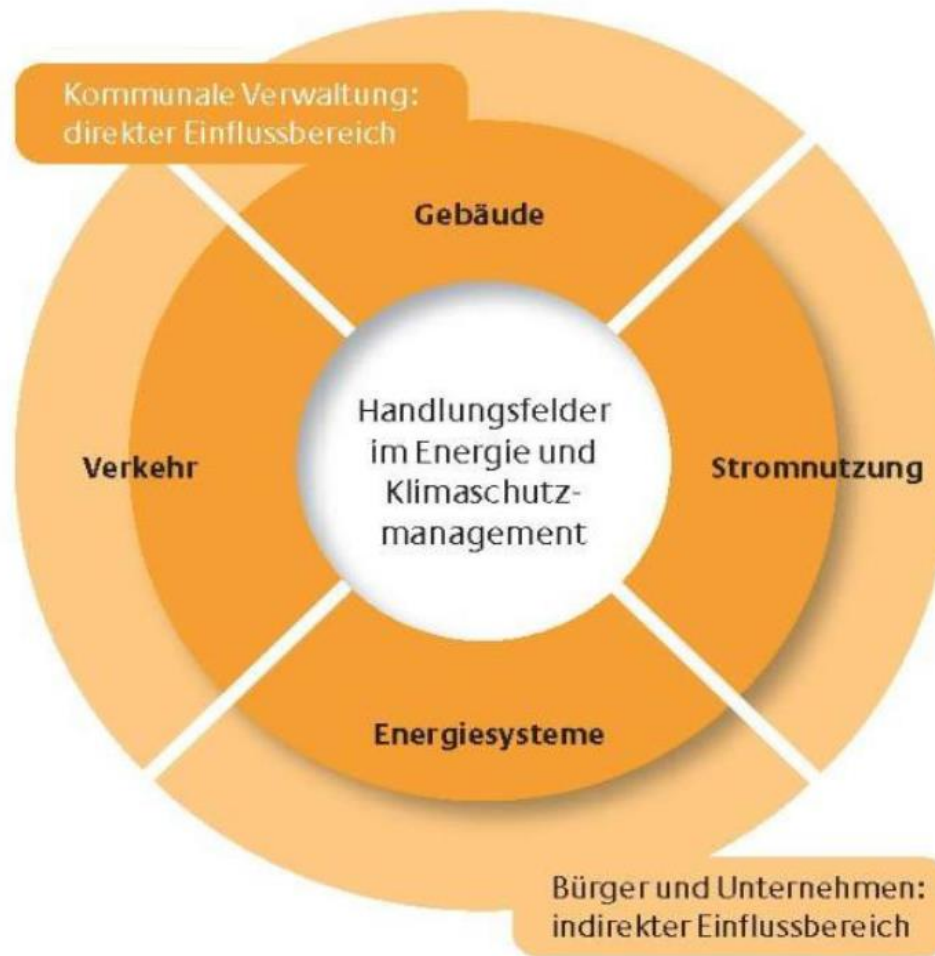 Kommunale Verwaltung:
direkter Einflussbereich
Gebäude
Handlungsfelder
im Energie und
Klimaschutz-
management
Verkehr
Stromnutzung
Energiesysteme
Bürger und Unternehmen:
indirekter Einflussbereich